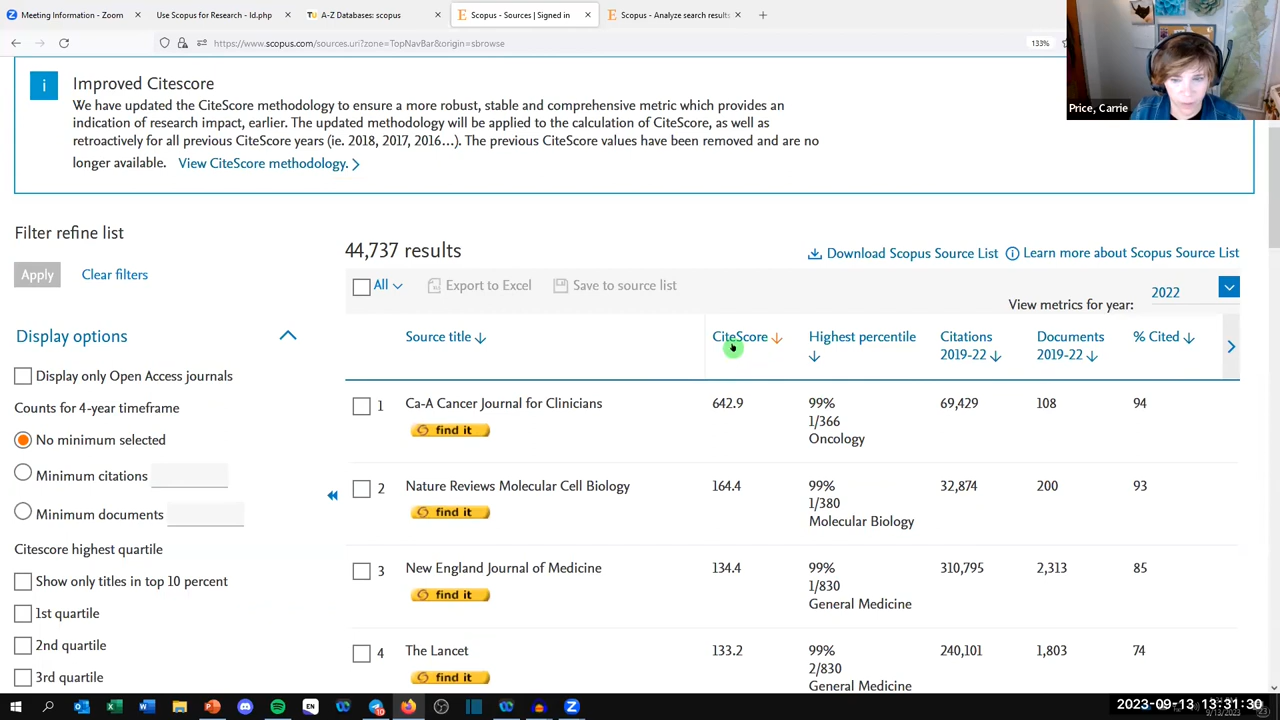 Meeting Information - Zoom
Use Scopus for Research - ld.php
A-Z Databases: scopus
Scopus - Sources | Signed in
Scopus - Analyze search results
https://www.scopus.com/sources.uri?zone=TopNavBar&origin=sbrowse
133%
Price, Carrie
Improved Citescore
We have updated the CiteScore methodology to ensure a more robust, stable and comprehensive metric which provides an
indication of research impact, earlier. The updated methodology will be applied to the calculation of CiteScore, as well as
retroactively for all previous CiteScore years (ie. 2018, 2017, 2016...). The previous CiteScore values have been removed and are no
longer available. View CiteScore methodology.
Filter refine list
Apply Clear filters
Display options
Display only Open Access journals
Counts for 4-year timeframe
No minimum selected
Minimum citations
Minimum documents
Citescore highest quartile
Show only titles in top 10 percent
1st quartile
2nd quartile
3rd quartile
44,737 results
Download Scopus Source List Learn more about Scopus Source List
All Export to Excel Save to source list
View metrics for year: 2022
Source title CiteScore Highest percentile Citations 2019-22 Documents 2019-22 % Cited
1 Ca-A Cancer Journal for Clinicians 642.9 99% 69,429 108 94
1/366
find it
Oncology
2 Nature Reviews Molecular Cell Biology 164.4 99% 32,874 200 93
1/380
find it
Molecular Biology
3 New England Journal of Medicine 134.4 99% 310,795 2,313 85
1/830
find it
General Medicine
4 The Lancet 133.2 99% 240,101 1,803 74
2/830
find it
General Medicine
2023-09-13 13:31:30